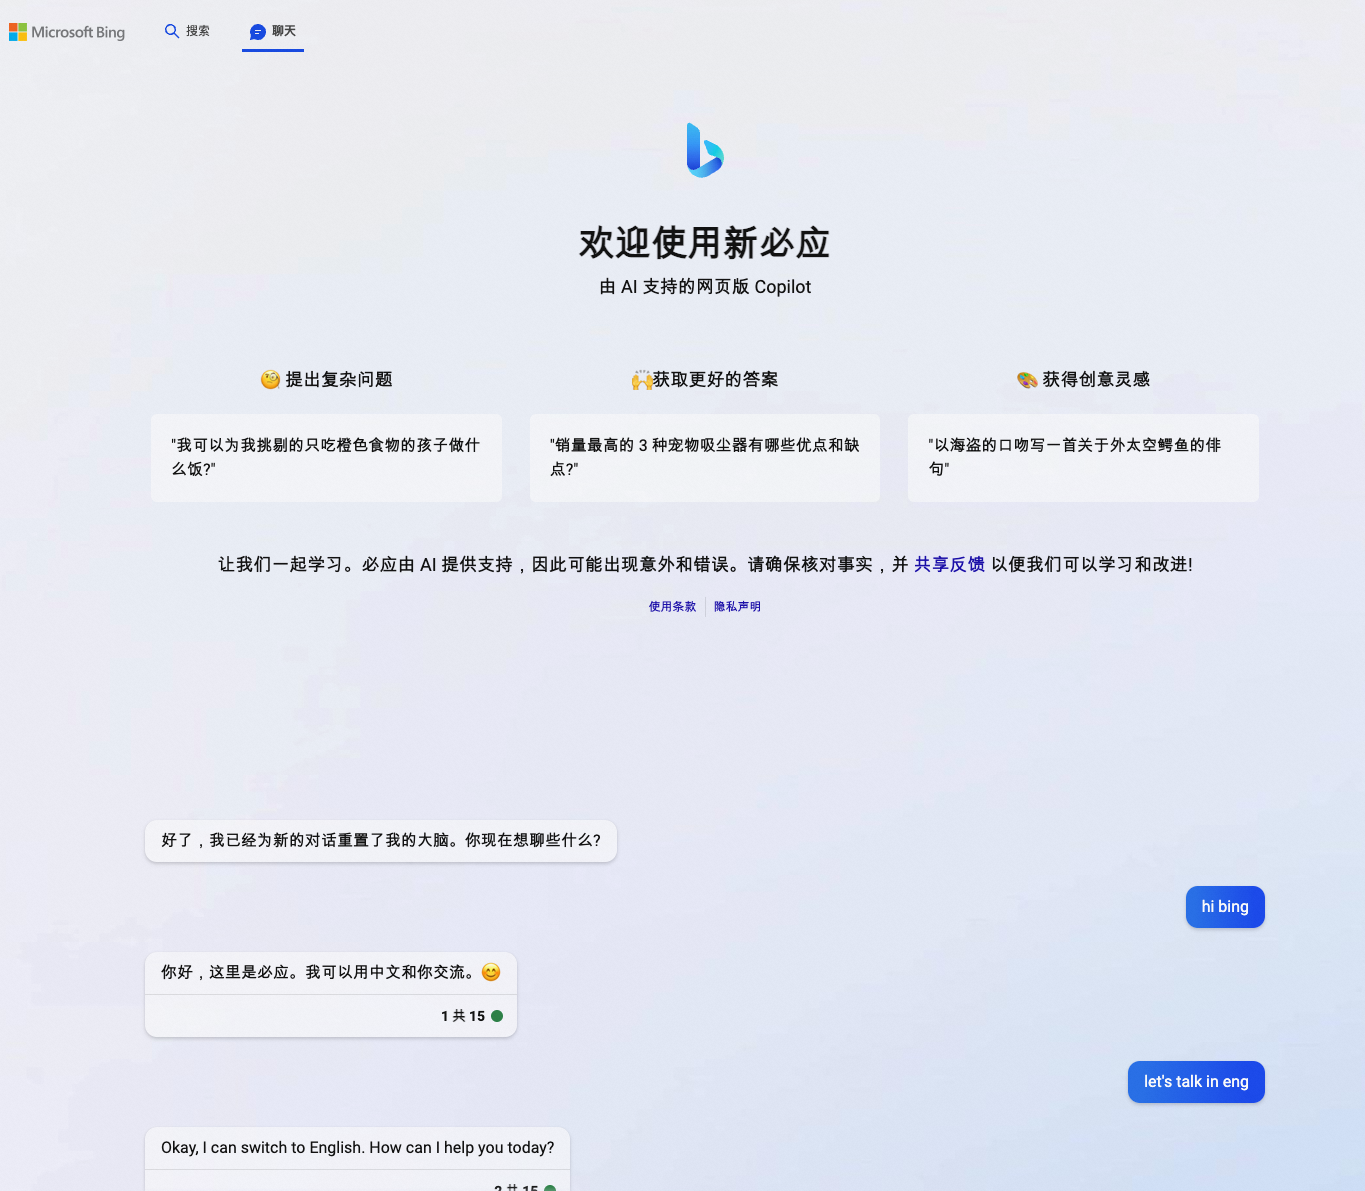 Microsoft Bing
搜索
聊天
欢迎使用新必应
由 AI 支持的网页版 Copilot
🧐 提出复杂问题
"我可以为我挑剔的只吃橙色食物的孩子做什
么饭?"
🙌获取更好的答案
"销量最高的 3 种宠物吸尘器有哪些优点和缺
点?"
🎨 获得创意灵感
"以海盗的口吻写一首关于外太空鳄鱼的俳
句"
让我们一起学习。必应由 AI 提供支持，因此可能出现意外和错误。请确保核对事实，并 共享反馈 以便我们可以学习和改进!
使用条款
隐私声明
好了，我已经为新的对话重置了我的大脑。你现在想聊些什么?
hi bing
你好，这里是必应。我可以用中文和你交流。😊
1 共 15
let's talk in eng
Okay, I can switch to English. How can I help you today?
2 共 15